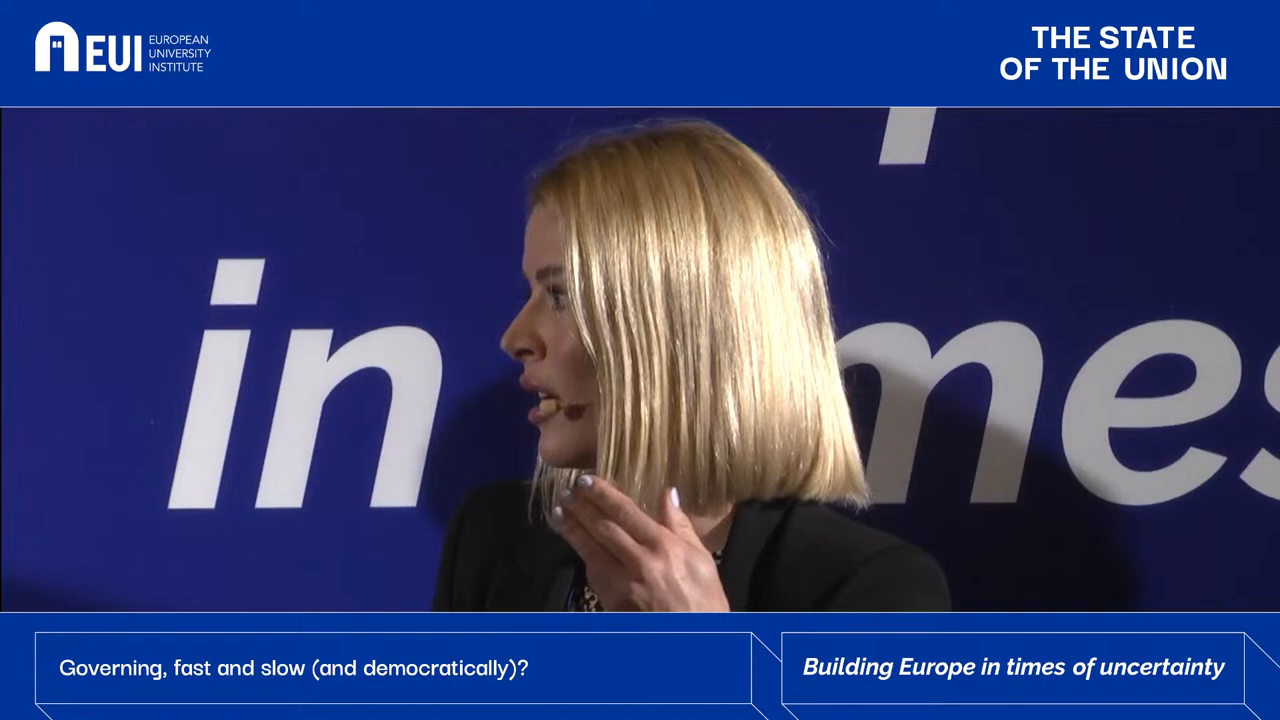 EUI
EUROPEAN
UNIVERSITY
INSTITUTE
THE STATE
OF THE UNION
in
mes
Governing, fast and slow (and democratically)?
Building Europe in times of uncertainty